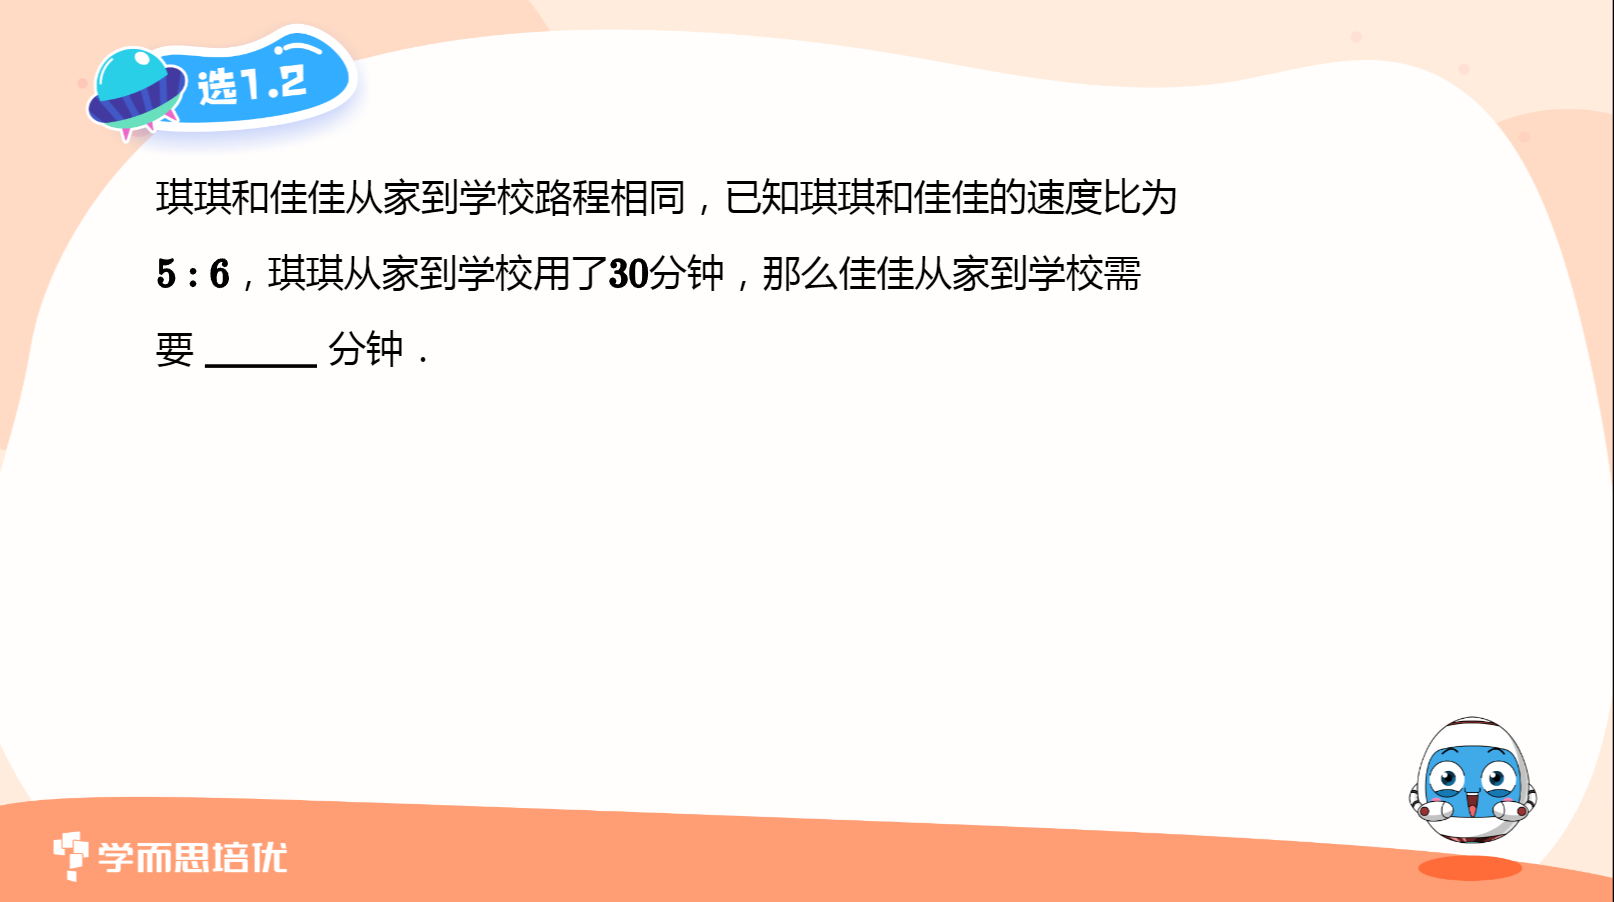 选1.2
琪琪和佳佳从家到学校路程相同，已知琪琪和佳佳的速度比为
5 : 6，琪琪从家到学校用了30分钟，那么佳佳从家到学校需
要 ______ 分钟．
学而思培优